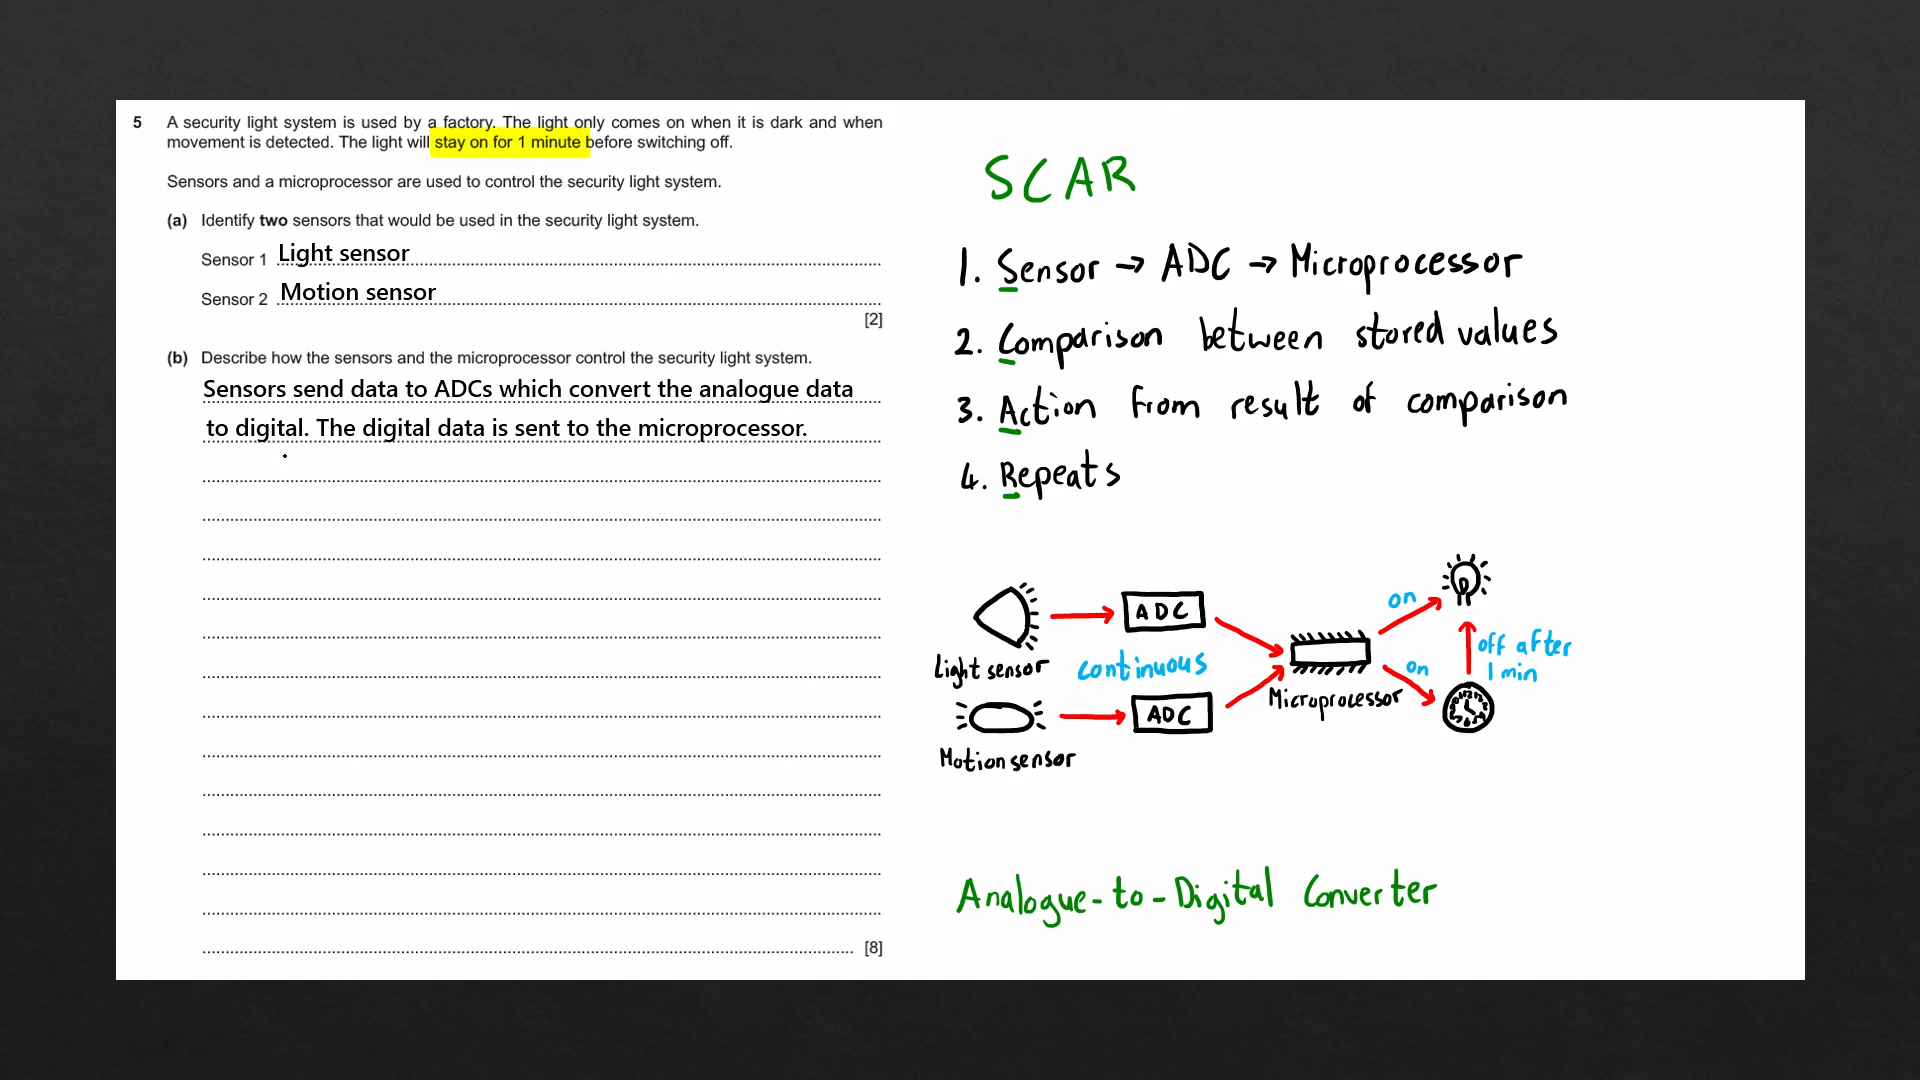 5 A security light system is used by a factory. The light only comes on when it is dark and when
movement is detected. The light will stay on for 1 minute before switching off.
Sensors and a microprocessor are used to control the security light system.
(a) Identify two sensors that would be used in the security light system.
Sensor 1 Light sensor
Sensor 2 Motion sensor
[2]
(b) Describe how the sensors and the microprocessor control the security light system.
Sensors send data to ADCs which convert the analogue data
to digital. The digital data is sent to the microprocessor.
[8]
SCAR
1. Sensor → ADC → Microprocessor
2. Comparison between stored values
3. Action from result of comparison
4. Repeats
ADC
on
off after
1 min
Light sensor
continuous
on
Microprocessor
ADC
Motion sensor
Analogue-to-Digital Converter